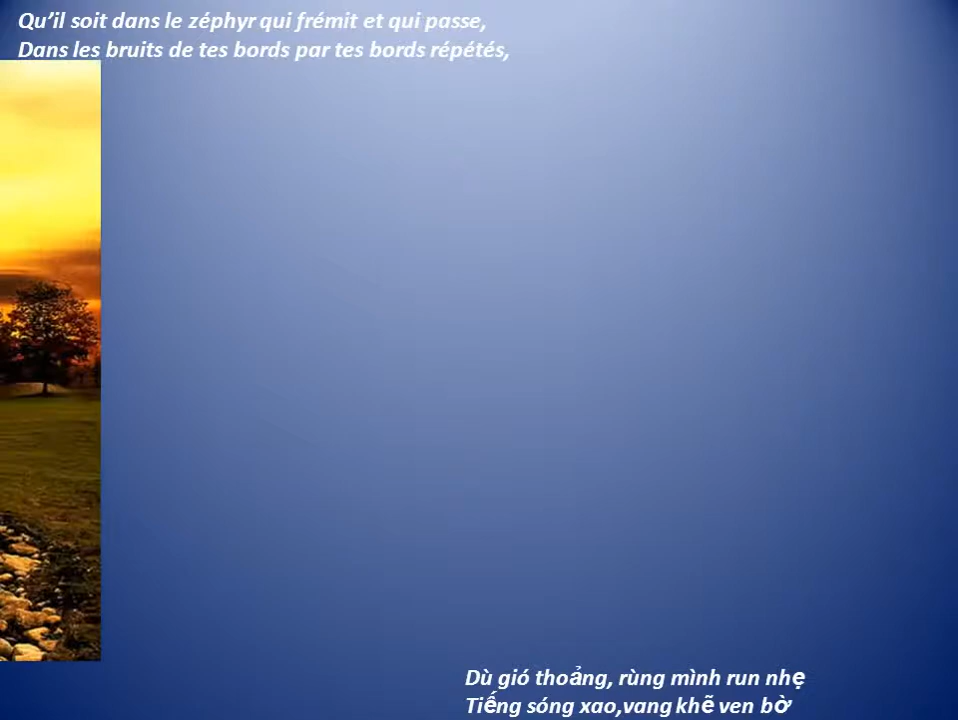 Qu’il soit dans le zéphyr qui frémit et qui passe,
Dans les bruits de tes bords par tes bords répétés,
Dù gió thoảng, rùng mình run nhẹ
Tiếng sóng xao,vang khẽ ven bờ